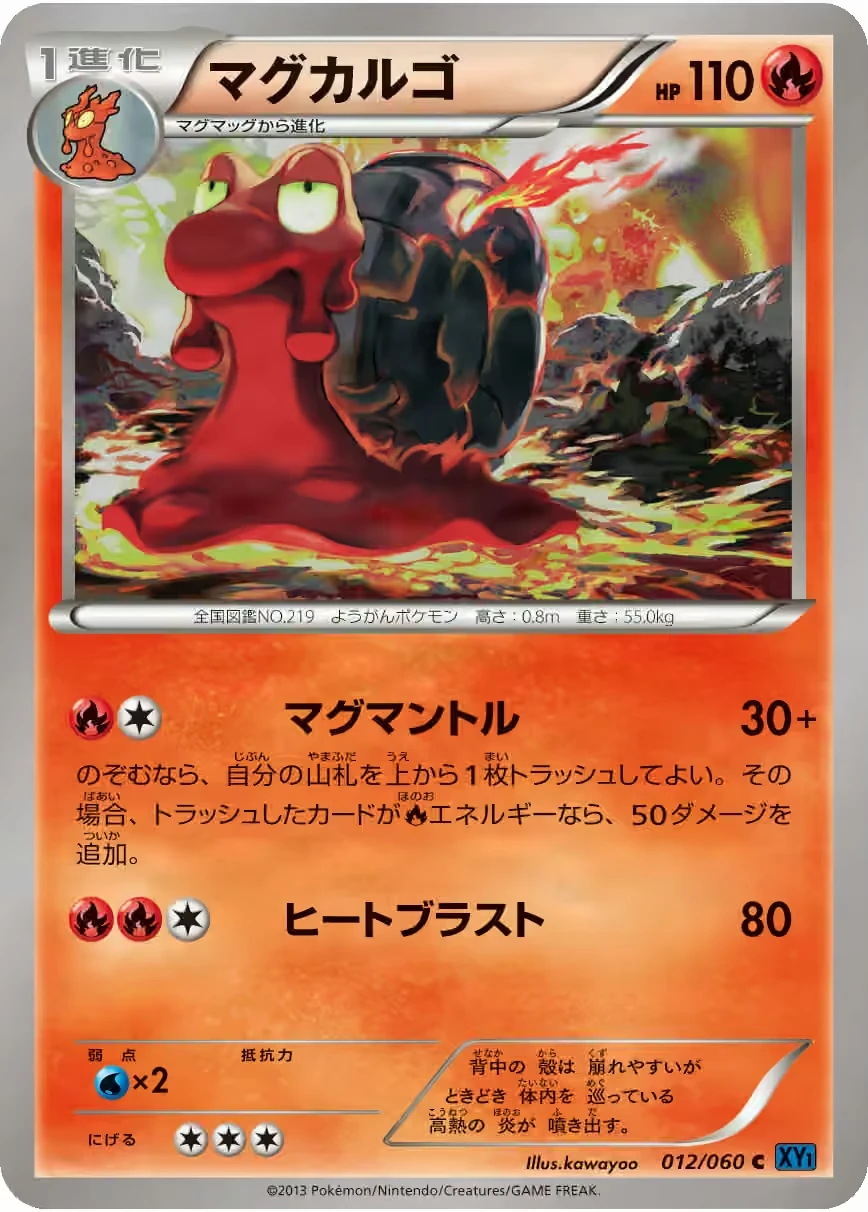 1進化
マグカルゴ
HP 110
マグマッグから進化
全国図鑑NO.219 ようがんポケモン 高さ:0.8m 重さ:55.0kg
マグマントル 30+
のぞむなら、自分の山札を上から1枚トラッシュしてよい。その
場合、トラッシュしたカードが エネルギーなら、50ダメージを
追加。
ヒートブラスト 80
弱点 抵抗力
×2
にげる
背中の殻は崩れやすいが
ときどき体内を巡っている
高熱の炎が噴き出す。
Illus.kawayoo 012/060 C XY1
©2013 Pokémon/Nintendo/Creatures/GAME FREAK.